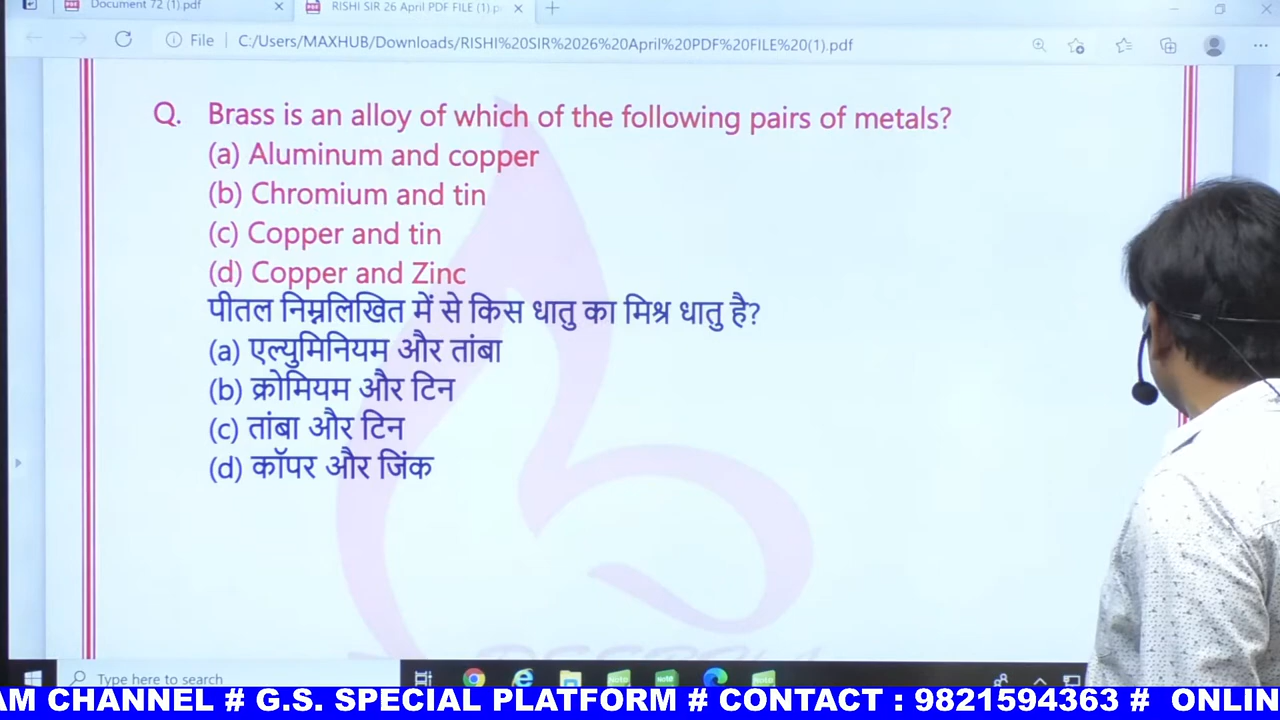 Document 72 (1).pdf
RISHI SIR 26 April PDF FILE (1).p
File
C:/Users/MAXHUB/Downloads/RISHI%20SIR%2026%20April%20PDF%20FILE%20(1).pdf
Q. Brass is an alloy of which of the following pairs of metals?
(a) Aluminum and copper
(b) Chromium and tin
(c) Copper and tin
(d) Copper and Zinc
पीतल निम्नलिखित में से किस धातु का मिश्र धातु है?
(a) एल्युमिनियम और तांबा
(b) क्रोमियम और टिन
(c) तांबा और टिन
(d) कॉपर और जिंक
Type here to search
AM CHANNEL # G.S. SPECIAL PLATFORM # CONTACT : 9821594363 # ONLIN